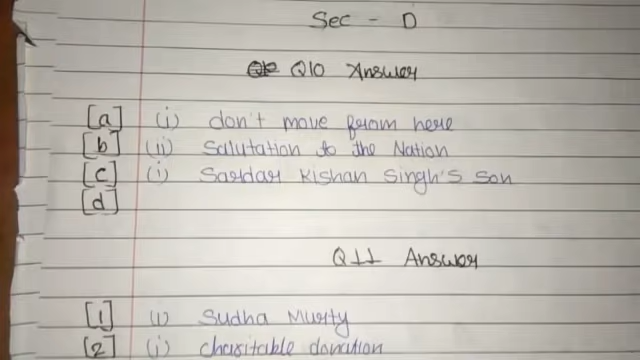 Sec - D
Q10 Answer
[a] (i) don't move from here
[b] (ii) Salutation to the Nation
[c] (i) Sardar Kishan Singh's son
[d]
Q11 Answer
[1] (i) Sudha Murty
[2] (i) charitable donation